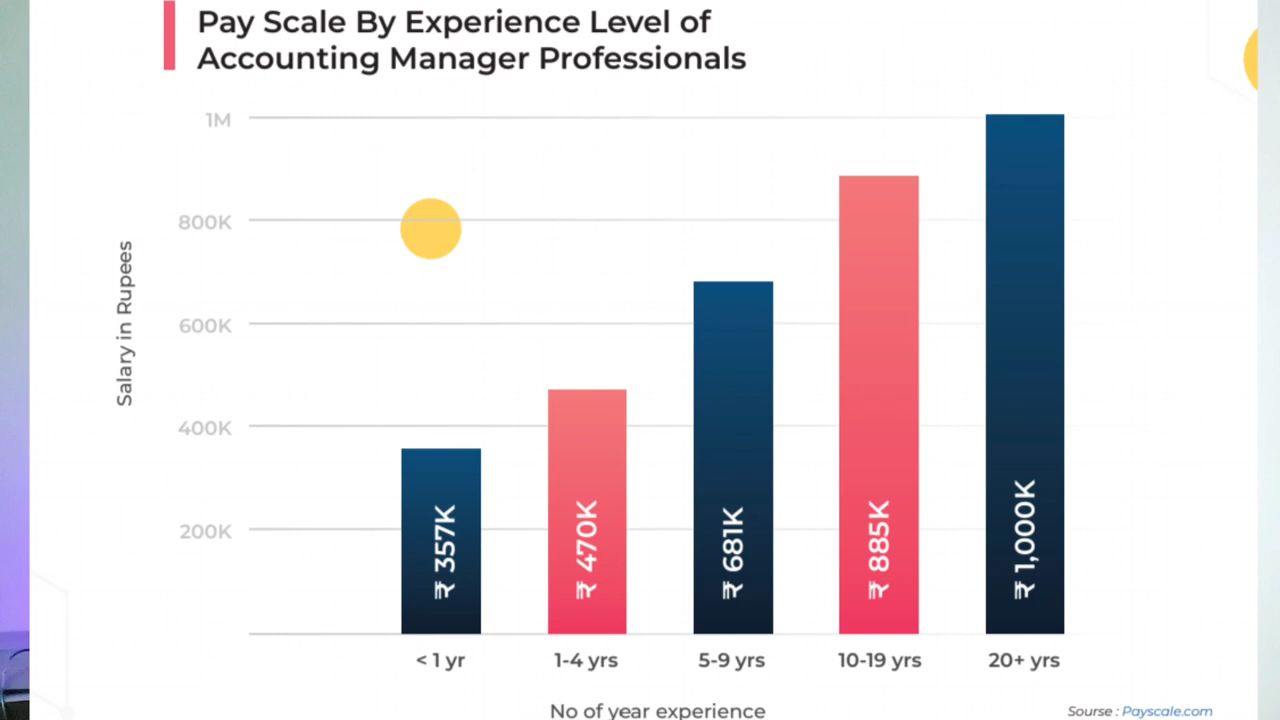 Pay Scale By Experience Level of
Accounting Manager Professionals
Salary in Rupees
1M
800K
600K
400K
200K
₹ 357K
₹ 470K
₹ 681K
₹ 885K
₹ 1,000K
< 1 yr
1-4 yrs
5-9 yrs
10-19 yrs
20+ yrs
No of year experience
Sourse : Payscale.com